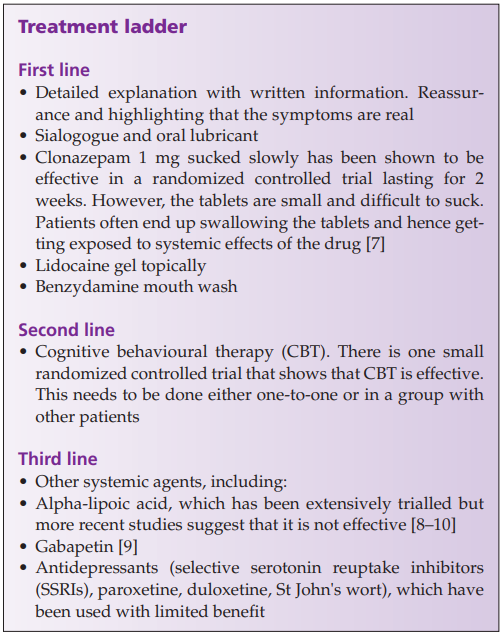 Treatment ladder
First line
• Detailed explanation with written information. Reassur-
ance and highlighting that the symptoms are real
• Sialogogue and oral lubricant
• Clonazepam 1 mg sucked slowly has been shown to be
effective in a randomized controlled trial lasting for 2
weeks. However, the tablets are small and difficult to suck.
Patients often end up swallowing the tablets and hence get-
ting exposed to systemic effects of the drug [7]
• Lidocaine gel topically
• Benzydamine mouth wash
Second line
• Cognitive behavioural therapy (CBT). There is one small
randomized controlled trial that shows that CBT is effective.
This needs to be done either one-to-one or in a group with
other patients
Third line
• Other systemic agents, including:
• Alpha-lipoic acid, which has been extensively trialled but
more recent studies suggest that it is not effective [8–10]
• Gabapetin [9]
• Antidepressants (selective serotonin reuptake inhibitors
(SSRIs), paroxetine, duloxetine, St John's wort), which have
been used with limited benefit